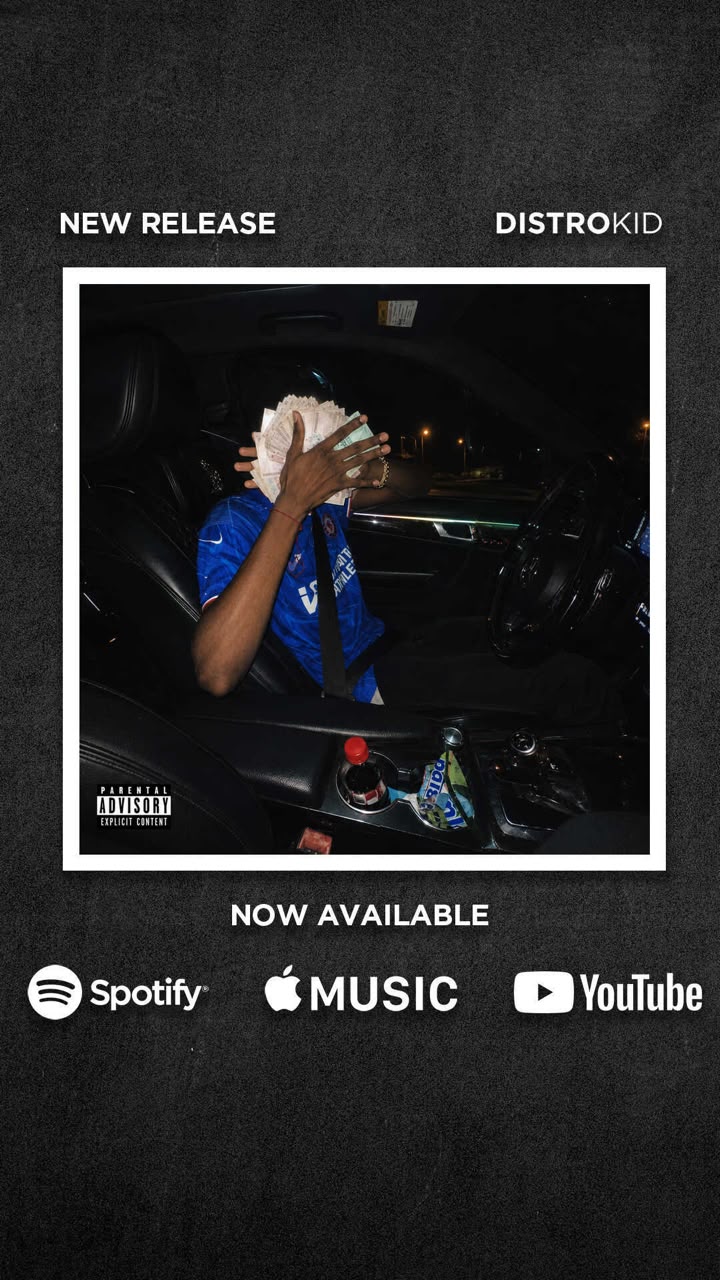 NEW RELEASE
DISTROKID
PARENTAL
ADVISORY
EXPLICIT CONTENT
NOW AVAILABLE
Spotify
MUSIC
YouTube